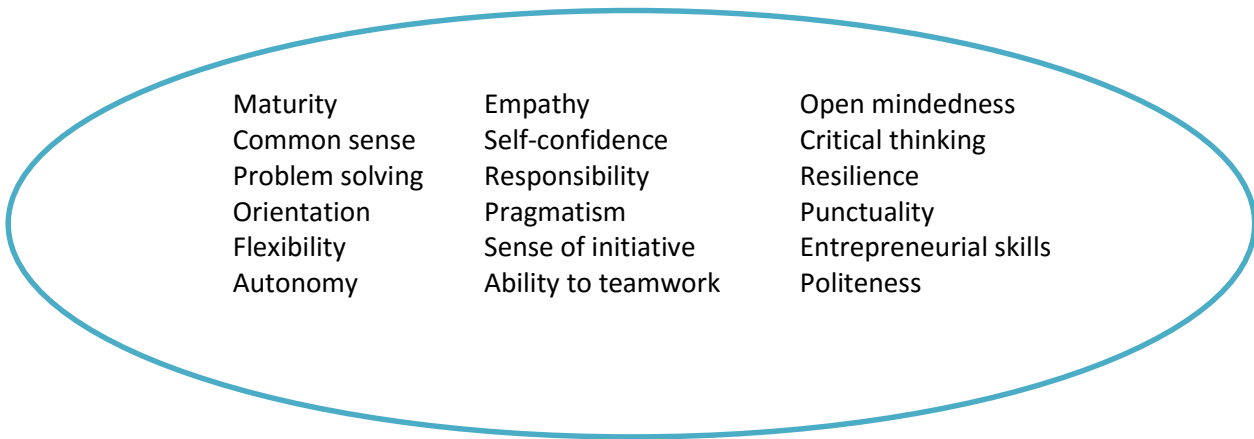 Maturity Empathy Open mindedness
Common sense Self-confidence Critical thinking
Problem solving Responsibility Resilience
Orientation Pragmatism Punctuality
Flexibility Sense of initiative Entrepreneurial skills
Autonomy Ability to teamwork Politeness